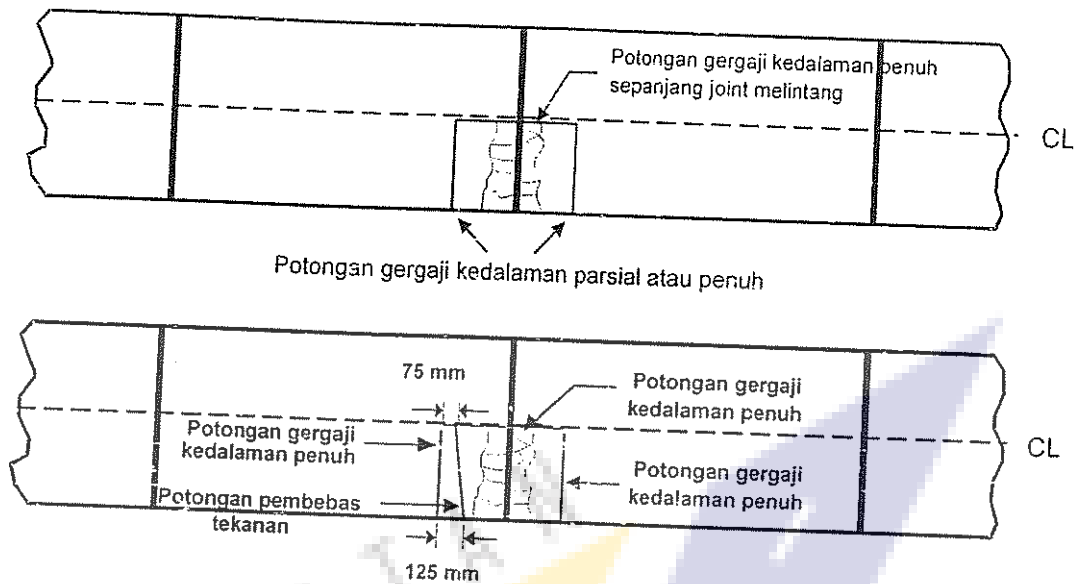 Potongan gergaji kedalaman penuh
sepanjang joint melintang
CL
Potongan gergaji kedalaman parsial atau penuh
75 mm
Potongan gergaji
kedalaman penuh
Potongan gergaji
kedalaman penuh
CL
Potongan gergaji
kedalaman penuh
Potongan pembebas
tekanan
125 mm